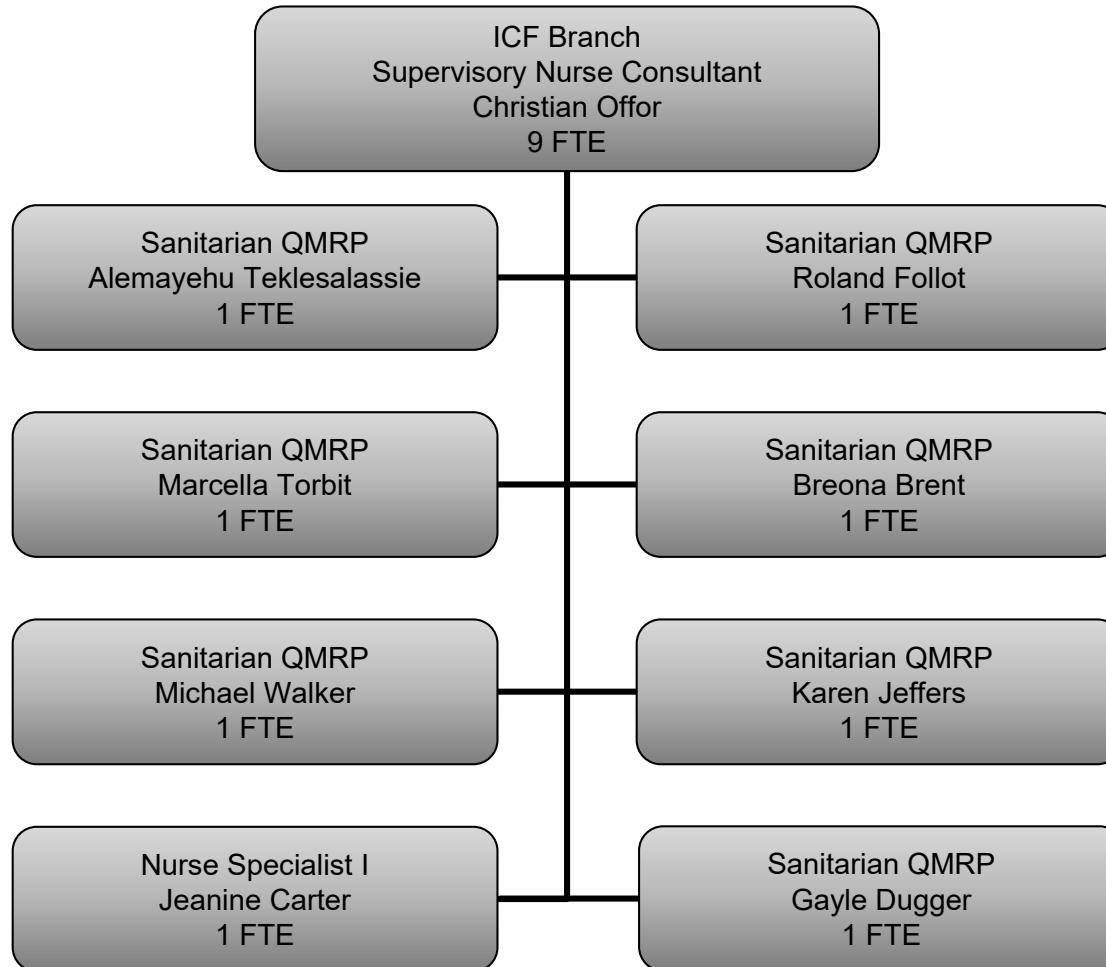 ICF Branch
Supervisory Nurse Consultant
Christian Offor
9 FTE
Sanitarian QMRP
Alemayehu Teklesalassie
1 FTE
Sanitarian QMRP
Roland Follot
1 FTE
Sanitarian QMRP
Marcella Torbit
1 FTE
Sanitarian QMRP
Breona Brent
1 FTE
Sanitarian QMRP
Michael Walker
1 FTE
Sanitarian QMRP
Karen Jeffers
1 FTE
Nurse Specialist I
Jeanine Carter
1 FTE
Sanitarian QMRP
Gayle Dugger
1 FTE